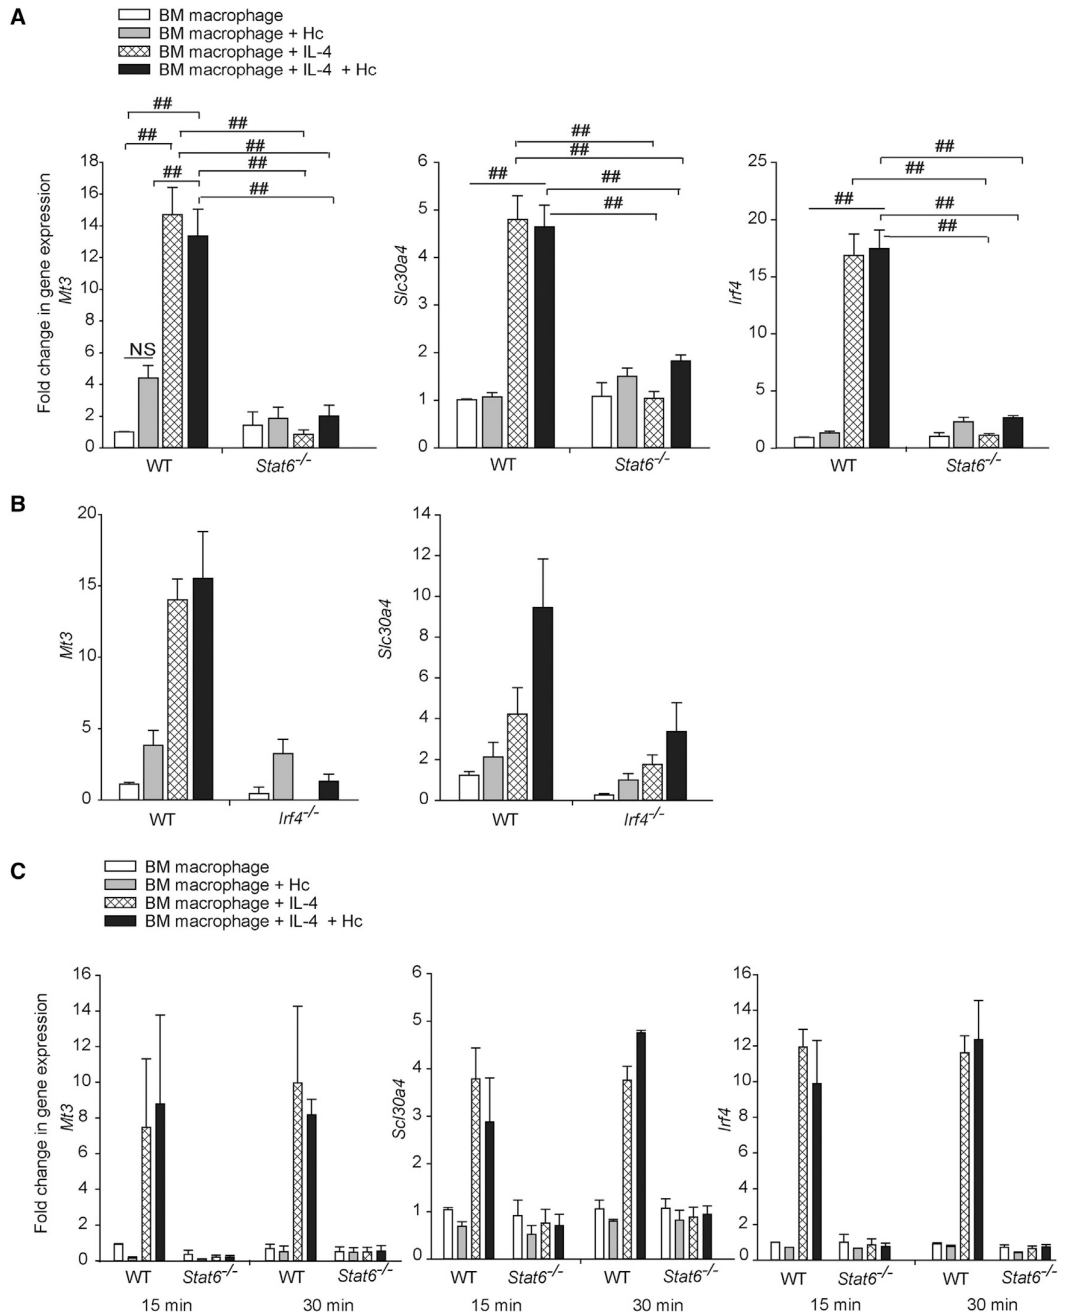 A
BM macrophage
BM macrophage + Hc
BM macrophage + IL-4
BM macrophage + IL-4 + Hc
Fold change in gene expression
Mt3
18
16
14
12
10
8
6
4
2
0
##
##
##
##
##
##
##
NS
WT
Stat6-/-
Slc30a4
6
5
4
3
2
1
0
##
##
##
##
##
WT
Stat6-/-
Irf4
25
20
15
10
5
0
##
##
##
##
##
WT
Stat6-/-
B
Mt3
20
15
10
5
0
WT
Irf4-/-
Slc30a4
14
12
10
8
6
4
2
0
WT
Irf4-/-
C
BM macrophage
BM macrophage + Hc
BM macrophage + IL-4
BM macrophage + IL-4 + Hc
Fold change in gene expression
Mt3
16
14
12
10
8
6
4
2
0
WT
Stat6-/-
WT
Stat6-/-
15 min
30 min
Scl30a4
6
5
4
3
2
1
0
WT
Stat6-/-
WT
Stat6-/-
15 min
30 min
Irf4
16
14
12
10
8
6
4
2
0
WT
Stat6-/-
WT
Stat6-/-
15 min
30 min